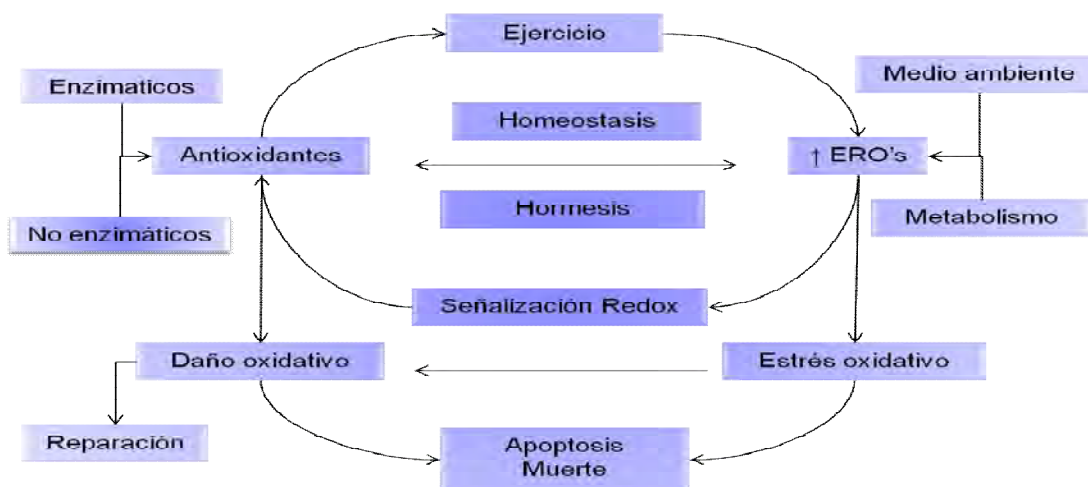 Ejercicio
Enzimaticos
Medio ambiente
Homeostasis
Antioxidantes
↑ ERO's
Hormesis
No enzimáticos
Metabolismo
Señalización Redox
Daño oxidativo
Estrés oxidativo
Reparación
Apoptosis
Muerte